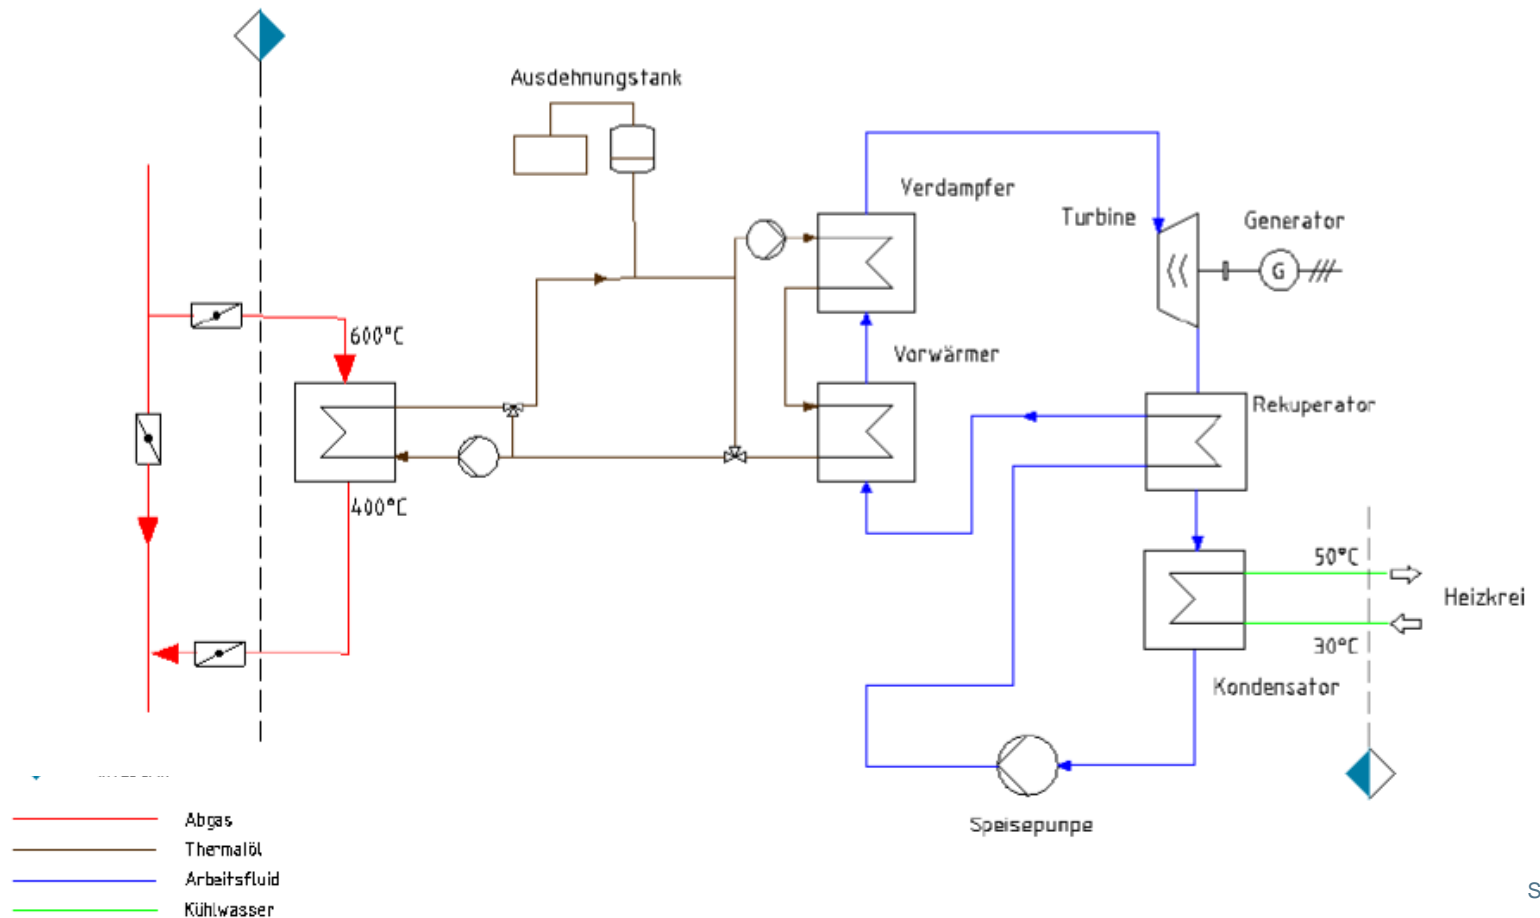 Ausdehnungstank
Verdampfer
Turbine
Generator
G
600°C
Vorwärmer
Rekuperator
400°C
50°C
Heizkrei
30°C
Kondensator
Speisepumpe
Abgas
Thermalöl
Arbeitsfluid
Kühlwasser
S